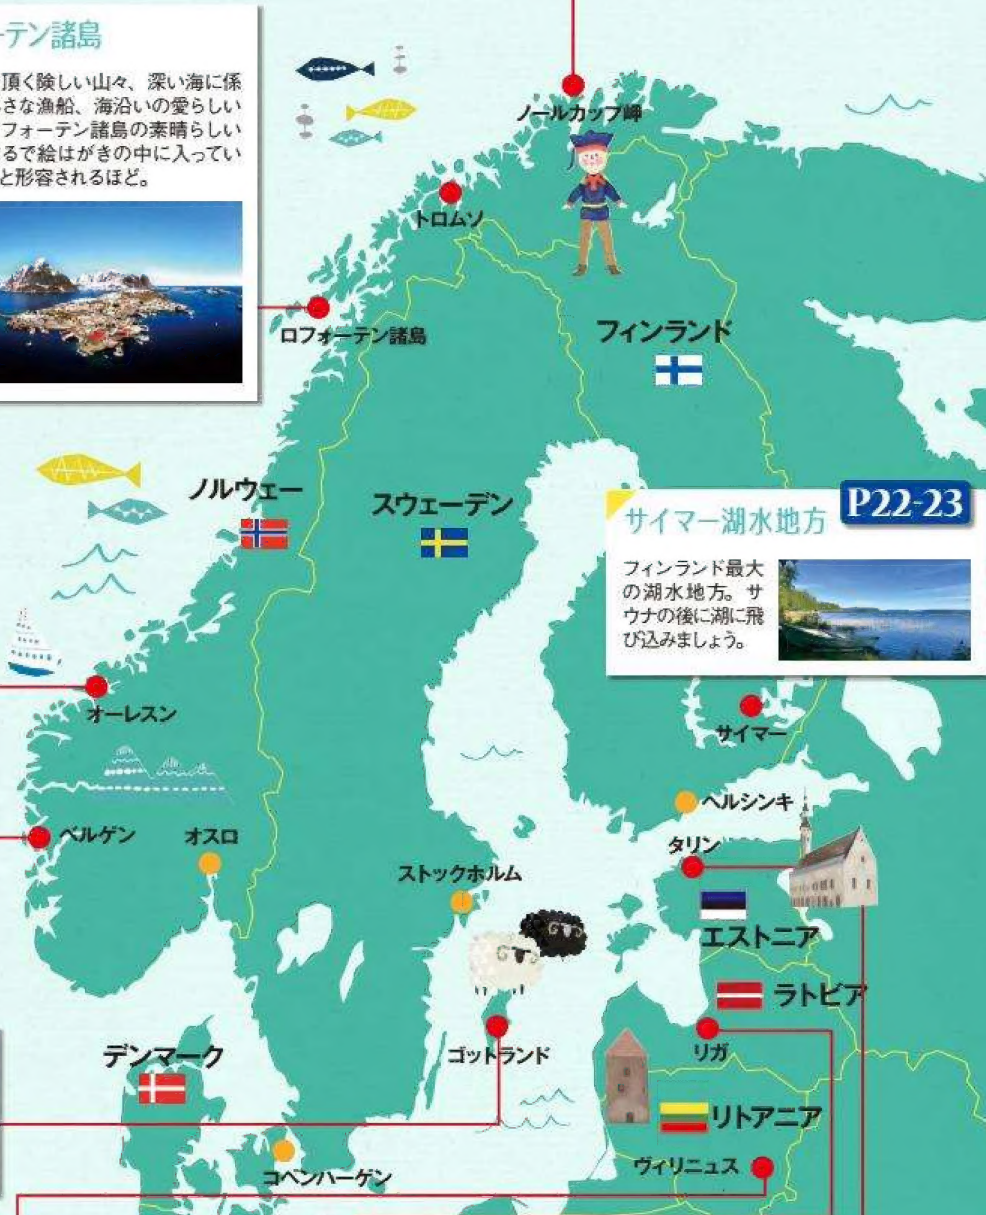 ーテン諸島
頂く険しい山々、深い海に係
さな漁船、海沿いの愛らしい
フォーテン諸島の素晴らしい
るで絵はがきの中に入ってい
と形容されるほど。
ノールカップ岬
トロムソ
ロフォーテン諸島
フィンランド
ノルウェー
スウェーデン
P22-23
サイマー湖水地方
フィンランド最大
の湖水地方。サ
ウナの後に湖に飛
び込みましょう。
オーレスン
サイマー
ヘルシンキ
ベルゲン
オスロ
タリン
ストックホルム
エストニア
ラトビア
ゴットランド
リガ
デンマーク
リトアニア
ヴィリニュス
コペンハーゲン